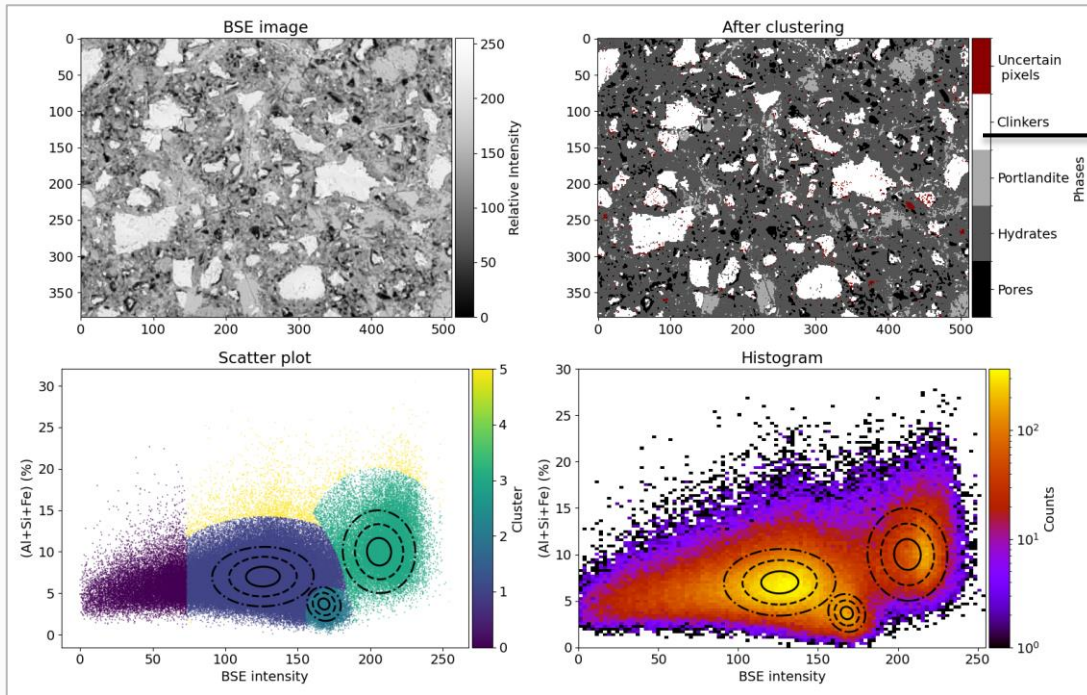 BSE image
0
50
100
150
200
250
300
350
0 100 200 300 400 500
250
200
150
100
50
0
Relative Intensity
After clustering
0
50
100
150
200
250
300
350
0 100 200 300 400 500
Uncertain
pixels
Clinkers
Portlandite
Hydrates
Pores
Phases
Scatter plot
(Al+Si+Fe) (%)
30
25
20
15
10
5
0
0 50 100 150 200 250
BSE intensity
5
4
3
2
1
0
Cluster
Histogram
(Al+Si+Fe) (%)
30
25
20
15
10
5
0
0 50 100 150 200 250
BSE intensity
10²
10¹
10⁰
Counts